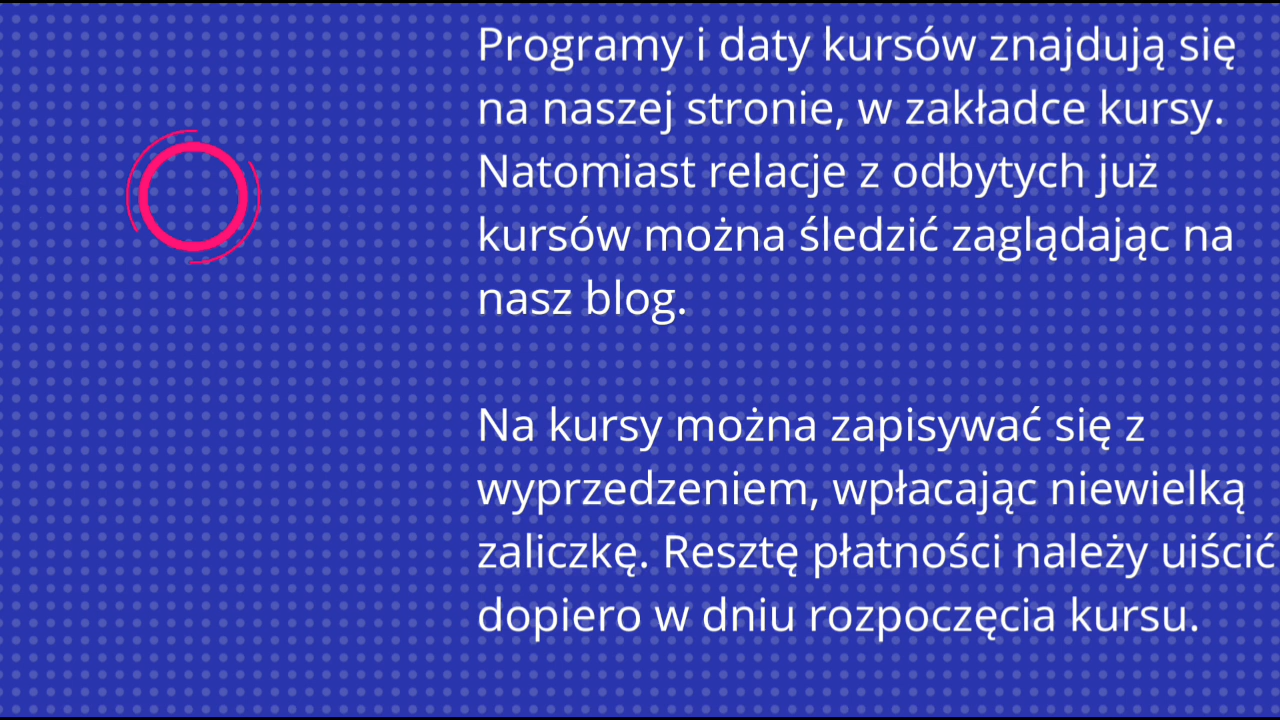 Programy i daty kursów znajdują się
na naszej stronie, w zakładce kursy.
Natomiast relacje z odbytych już
kursów można śledzić zaglądając na
nasz blog.
Na kursy można zapisywać się z
wyprzedzeniem, wpłacając niewielką
zaliczkę. Resztę płatności należy uiścić
dopiero w dniu rozpoczęcia kursu.